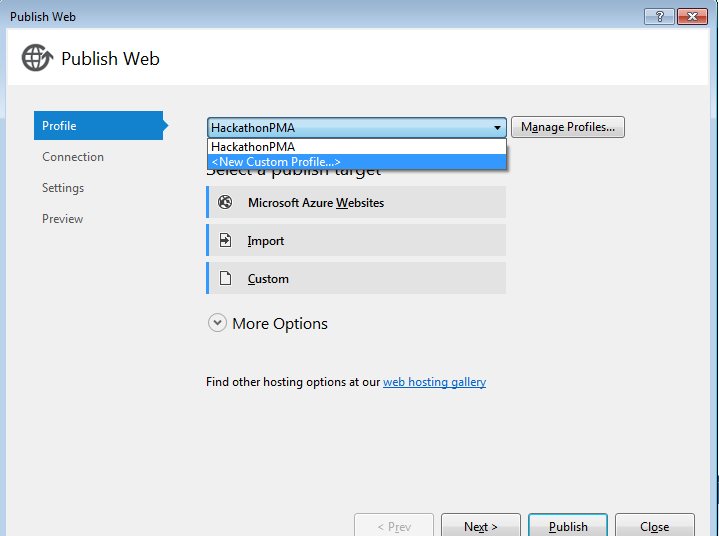 Publish Web
?
Publish Web
Profile
Connection
Settings
Preview
HackathonPMA
Manage Profiles...
HackathonPMA
<New Custom Profile...>
Select a publish target
Microsoft Azure Websites
Import
Custom
More Options
Find other hosting options at our web hosting gallery
< Prev
Next >
Publish
Close